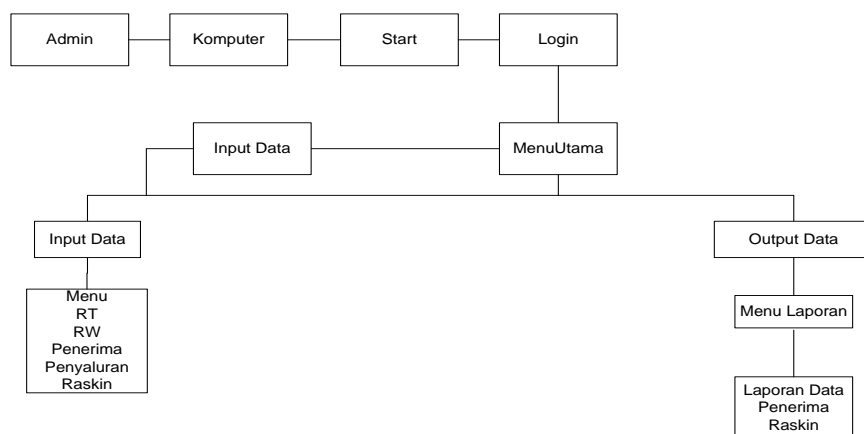 Admin
Komputer
Start
Login
Input Data
MenuUtama
Input Data
Output Data
Menu
RT
RW
Penerima
Penyaluran
Raskin
Menu Laporan
Laporan Data
Penerima
Raskin